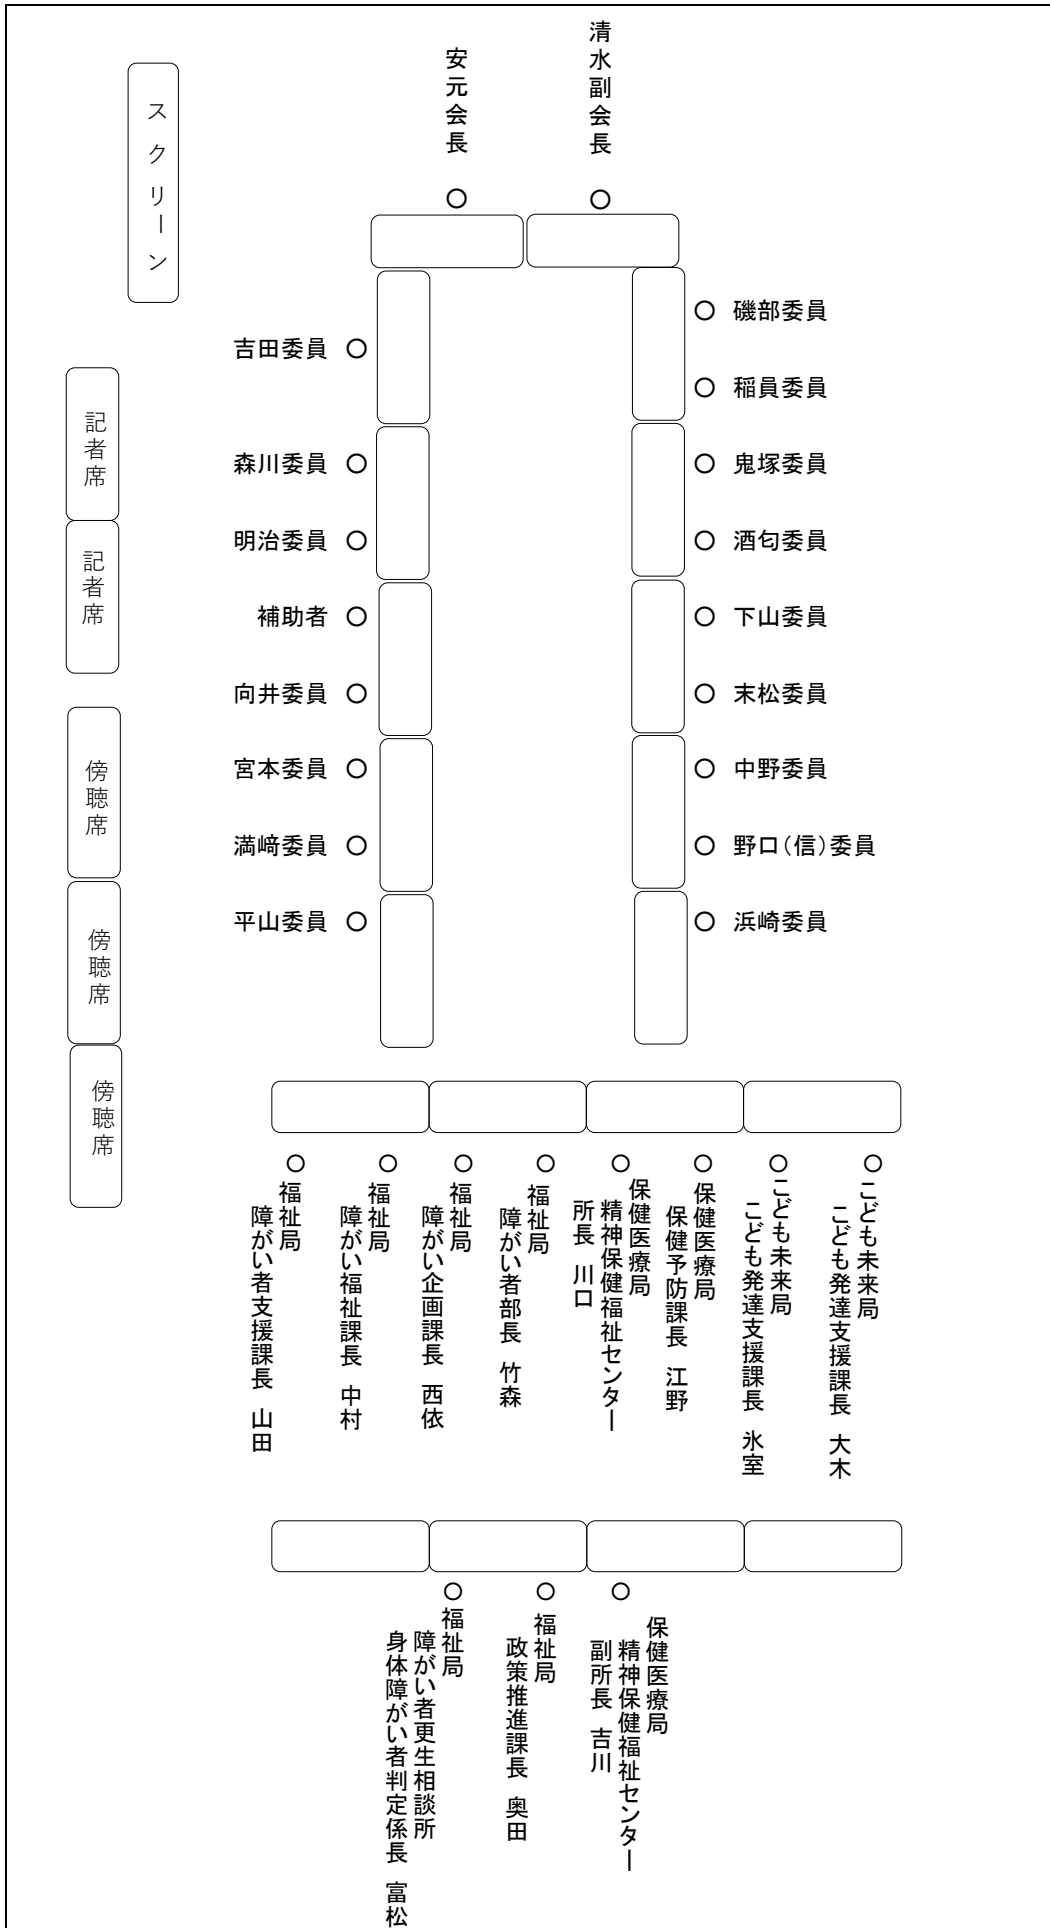 安元会長
清水副会長
スクリーン
吉田委員
森川委員
明治委員
補助者
向井委員
宮本委員
満﨑委員
平山委員
磯部委員
稲員委員
鬼塚委員
酒匂委員
下山委員
末松委員
中野委員
野口(信)委員
浜崎委員
記者席
記者席
傍聴席
傍聴席
傍聴席
福祉局
障がい者支援課長 山田
福祉局
障がい福祉課長 中村
福祉局
障がい企画課長 西依
福祉局
障がい者部長 竹森
保健医療局
精神保健福祉センター
所長 川口
保健医療局
保健予防課長 江野
こども未来局
こども発達支援課長 氷室
こども未来局
こども発達支援課長 大木
福祉局
障がい者更生相談所
身体障がい者判定係長 富松
福祉局
政策推進課長 奥田
保健医療局
精神保健福祉センター
副所長 吉川